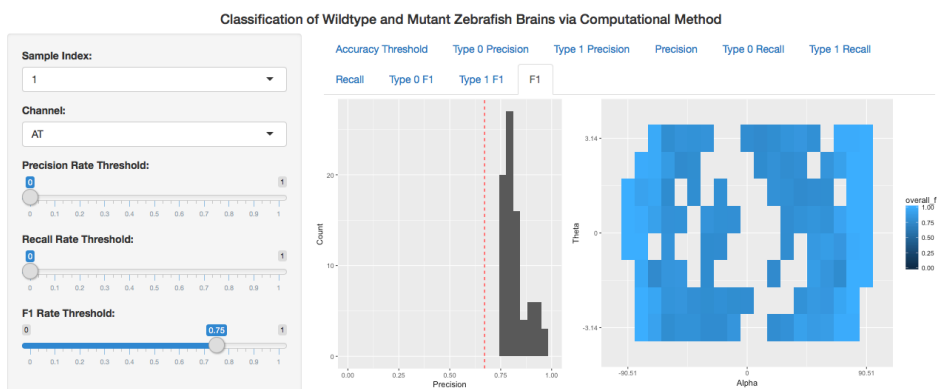 Classification of Wildtype and Mutant Zebrafish Brains via Computational Method
Sample Index:
1
Channel:
AT
Precision Rate Threshold:
0 1
0 0.1 0.2 0.3 0.4 0.5 0.6 0.7 0.8 0.9 1
Recall Rate Threshold:
0 1
0 0.1 0.2 0.3 0.4 0.5 0.6 0.7 0.8 0.9 1
F1 Rate Threshold:
0 0.75 1
0 0.1 0.2 0.3 0.4 0.5 0.6 0.7 0.8 0.9 1
Accuracy Threshold Type 0 Precision Type 1 Precision Precision Type 0 Recall Type 1 Recall
Recall Type 0 F1 Type 1 F1 F1
Count
20
10
0
0.00 0.25 0.50 0.75 1.00
Precision
Theta
3.14
0
-3.14
-90.51 0 90.51
Alpha
overall_f
1.00
0.75
0.50
0.25
0.00